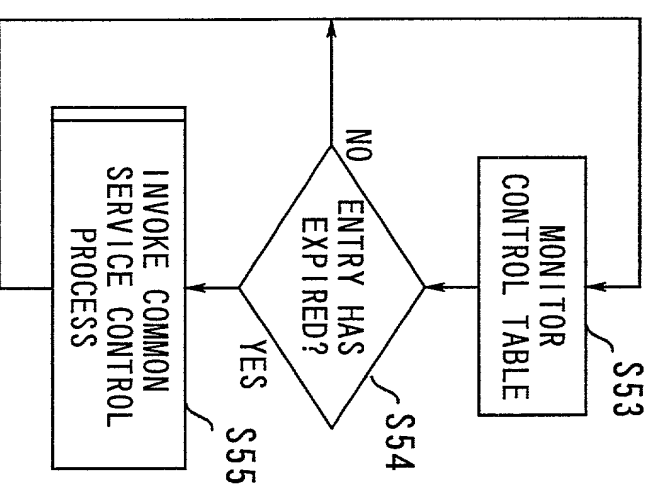 MONITOR
CONTROL TABLE
S53
ENTRY HAS
EXPIRED?
S54
NO
YES
INVOKE COMMON
SERVICE CONTROL
PROCESS
S55